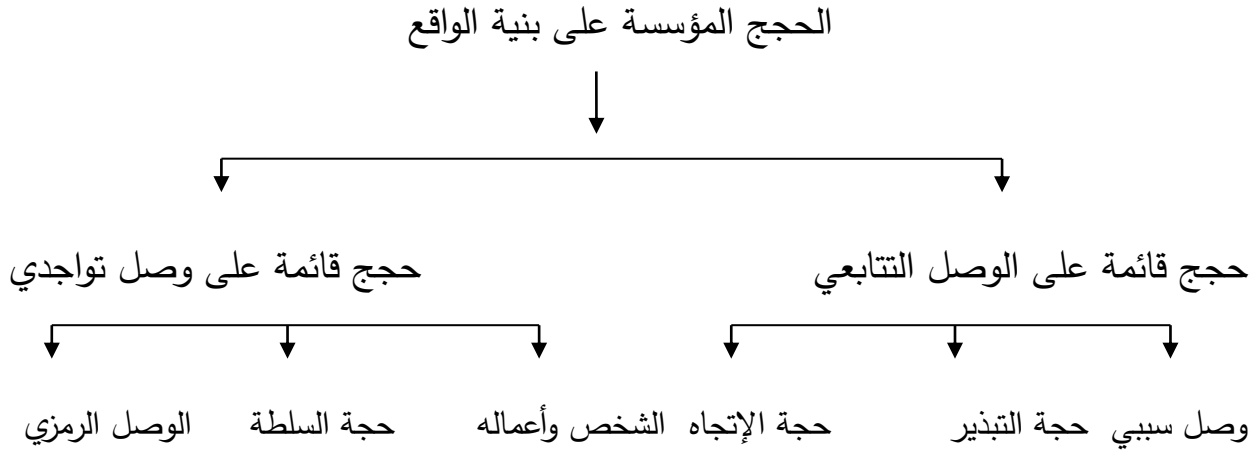 الحجج المؤسسة على بنية الواقع
حجج قائمة على الوصل التتابعي
حجج قائمة على وصل تواجدي
وصل سببي
حجة التبذير
حجة الإتجاه
الشخص وأعماله
حجة السلطة
الوصل الرمزي